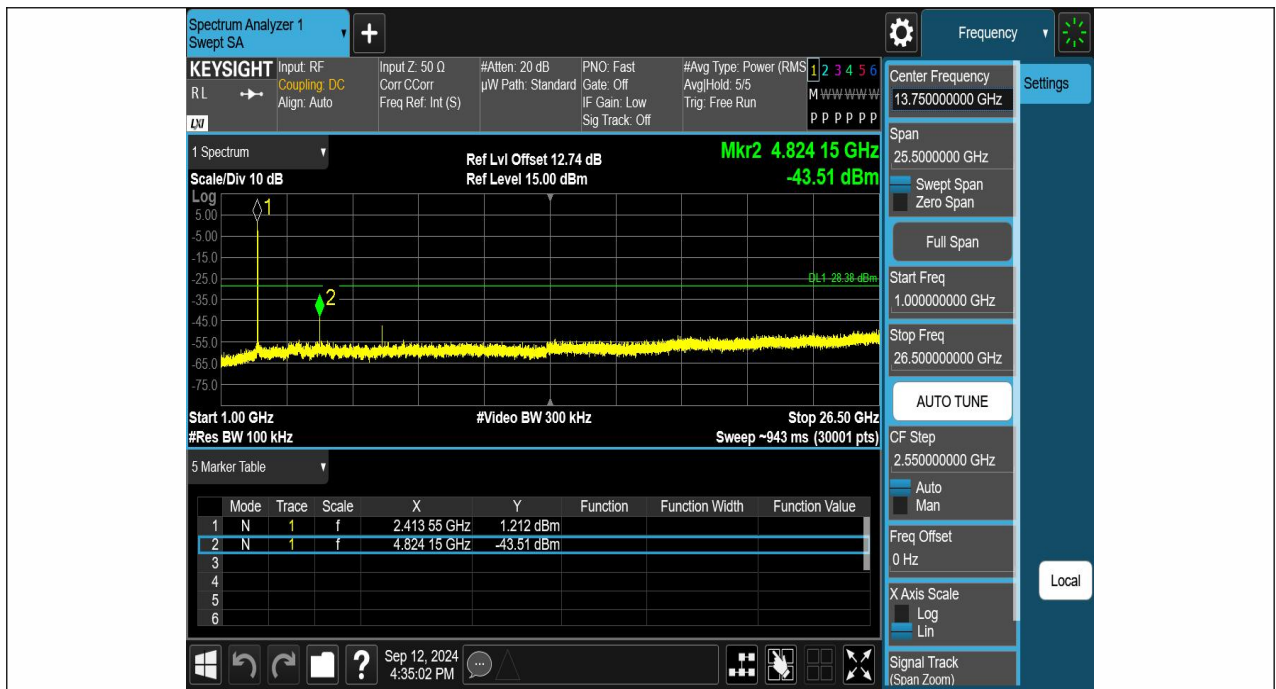 Spectrum Analyzer 1
Swept SA
+
Frequency
KEYSIGHT
RL
LXI
Input: RF
Coupling: DC
Align: Auto
Input Z: 50 Ω
Corr CCorr
Freq Ref: Int (S)
#Atten: 20 dB
µW Path: Standard
PNO: Fast
Gate: Off
IF Gain: Low
Sig Track: Off
#Avg Type: Power (RMS
Avg|Hold: 5/5
Trig: Free Run
1 2 3 4 5 6
M W W W W W
P P P P P P
1 Spectrum
Scale/Div 10 dB
Ref Lvl Offset 12.74 dB
Ref Level 15.00 dBm
Mkr2 4.824 15 GHz
-43.51 dBm
Log
5.00
-5.00
-15.0
-25.0
-35.0
-45.0
-55.0
-65.0
-75.0
1
2
DL1 -28.38 dBm
Start 1.00 GHz
#Video BW 300 kHz
Stop 26.50 GHz
#Res BW 100 kHz
Sweep ~943 ms (30001 pts)
5 Marker Table
Mode Trace Scale X Y Function Function Width Function Value
1 N 1 f 2.413 55 GHz 1.212 dBm
2 N 1 f 4.824 15 GHz -43.51 dBm
3
4
5
6
?
Sep 12, 2024
4:35:02 PM
Center Frequency
13.750000000 GHz
Settings
Span
25.5000000 GHz
Swept Span
Zero Span
Full Span
Start Freq
1.000000000 GHz
Stop Freq
26.500000000 GHz
AUTO TUNE
CF Step
2.550000000 GHz
Auto
Man
Freq Offset
0 Hz
Local
X Axis Scale
Log
Lin
Signal Track
(Span Zoom)